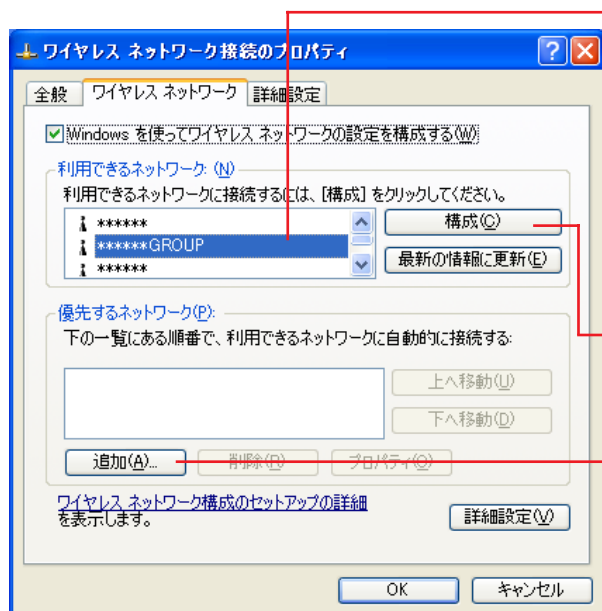 ワイヤレス ネットワーク接続のプロパティ
全般 ワイヤレス ネットワーク 詳細設定
Windows を使ってワイヤレス ネットワークの設定を構成する(W)
利用できるネットワーク: (N)
利用できるネットワークに接続するには、[構成] をクリックしてください。
******
******GROUP
******
構成(C)
最新の情報に更新(E)
優先するネットワーク(P):
下の一覧にある順番で、利用できるネットワークに自動的に接続する:
上へ移動(U)
下へ移動(D)
追加(A)... 削除(R) プロパティ(O)
ワイヤレス ネットワーク構成のセットアップの詳細
を表示します。
詳細設定(V)
OK キャンセル